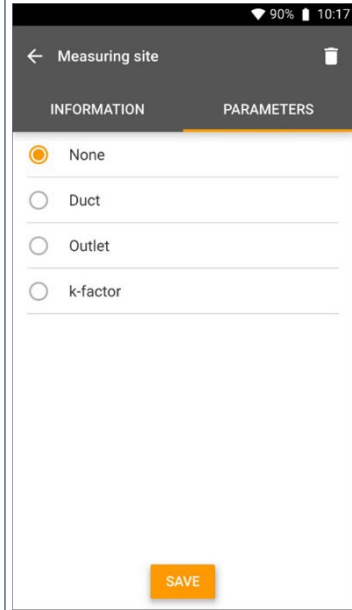 90% 10:17
Measuring site
INFORMATION PARAMETERS
None
Duct
Outlet
k-factor
SAVE